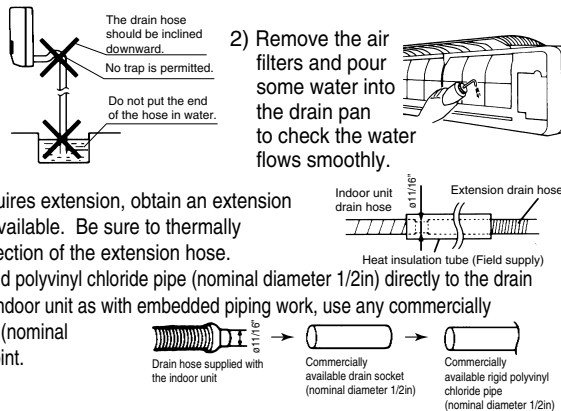 The drain hose
should be inclined
downward.
No trap is permitted.
Do not put the end
of the hose in water.
2) Remove the air
filters and pour
some water into
the drain pan
to check the water
flows smoothly.
uires extension, obtain an extension
vailable. Be sure to thermally
ection of the extension hose.
Indoor unit
drain hose
ø11/16"
Extension drain hose
Heat insulation tube (Field supply)
d polyvinyl chloride pipe (nominal diameter 1/2in) directly to the drain
ndoor unit as with embedded piping work, use any commercially
(nominal
oint.
ø11/16"
Drain hose supplied with
the indoor unit
Commercially
available drain socket
(nominal diameter 1/2in)
Commercially
available rigid polyvinyl
chloride pipe
(nominal diameter 1/2in)